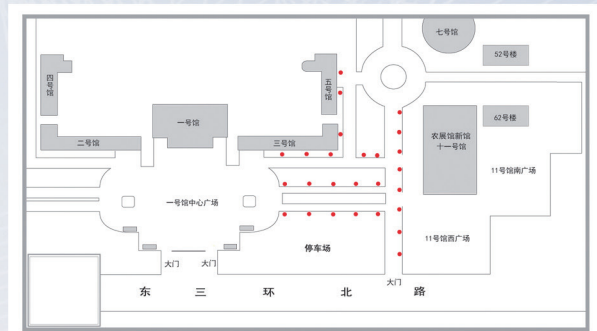 七号馆
52号楼
四号馆
五号馆
一号馆
62号楼
农展馆新馆
十一号馆
二号馆
三号馆
11号馆南广场
一号馆中心广场
11号馆西广场
停车场
大门
大门
大门
东三环北路